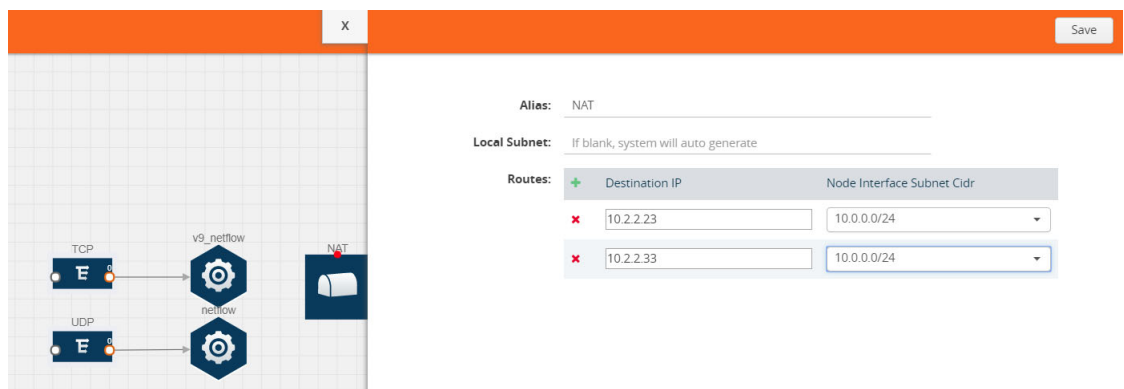 X
Save
Alias: NAT
Local Subnet: If blank, system will auto generate
Routes: + Destination IP Node Interface Subnet Cidr
× 10.2.2.23 10.0.0.0/24
× 10.2.2.33 10.0.0.0/24
TCP
v9_netflow
NAT
0
netflow
UDP
0